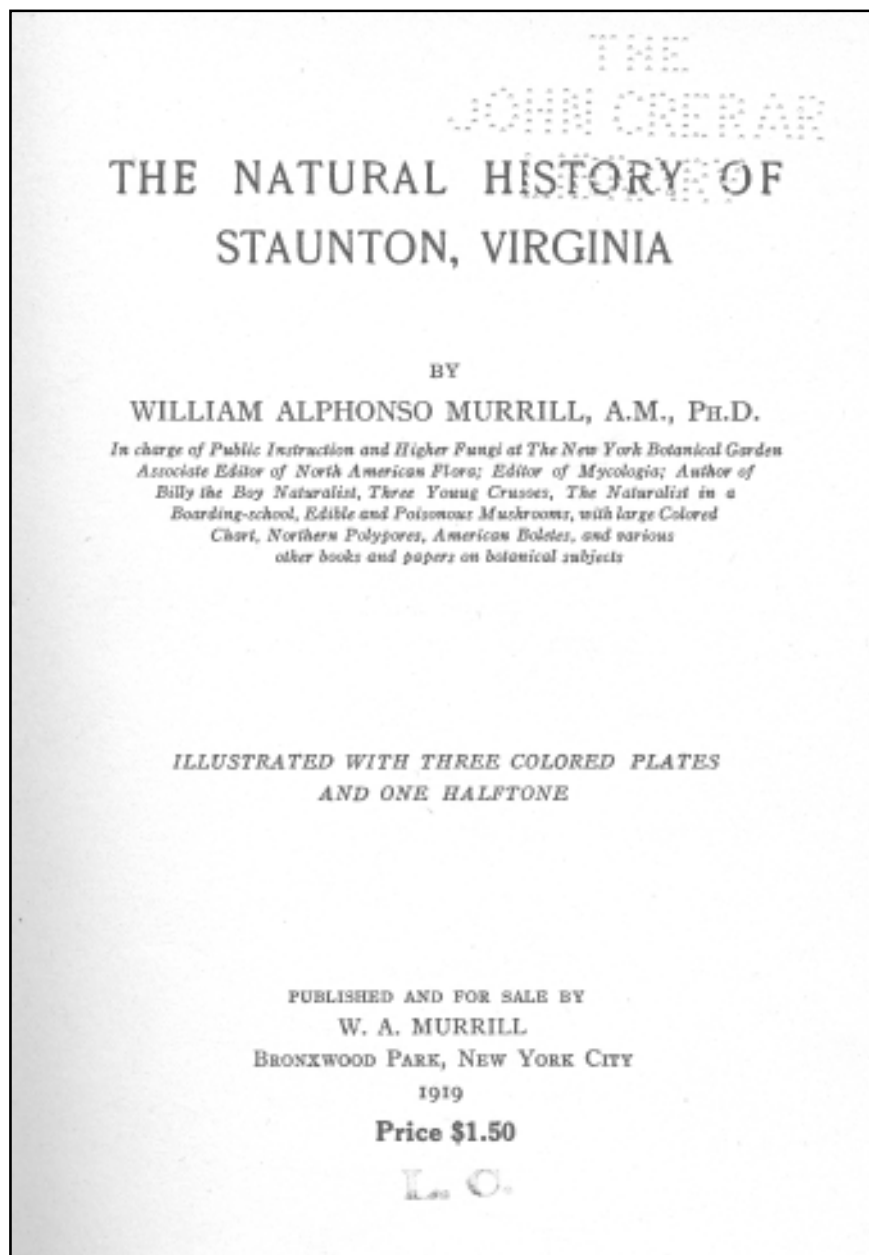 THE
JOHN CRERAR
LIBRARY
THE NATURAL HISTORY OF
STAUNTON, VIRGINIA
BY
WILLIAM ALPHONSO MURRILL, A.M., PH.D.
In charge of Public Instruction and Higher Fungi at The New York Botanical Garden
Associate Editor of North American Flora; Editor of Mycologia; Author of
Billy the Boy Naturalist, Three Young Crusoes, The Naturalist in a
Boarding-school, Edible and Poisonous Mushrooms, with large Colored
Chart, Northern Polypores, American Boletes, and various
other books and papers on botanical subjects
ILLUSTRATED WITH THREE COLORED PLATES
AND ONE HALFTONE
PUBLISHED AND FOR SALE BY
W. A. MURRILL
BRONXWOOD PARK, NEW YORK CITY
1919
Price $1.50
L. C.